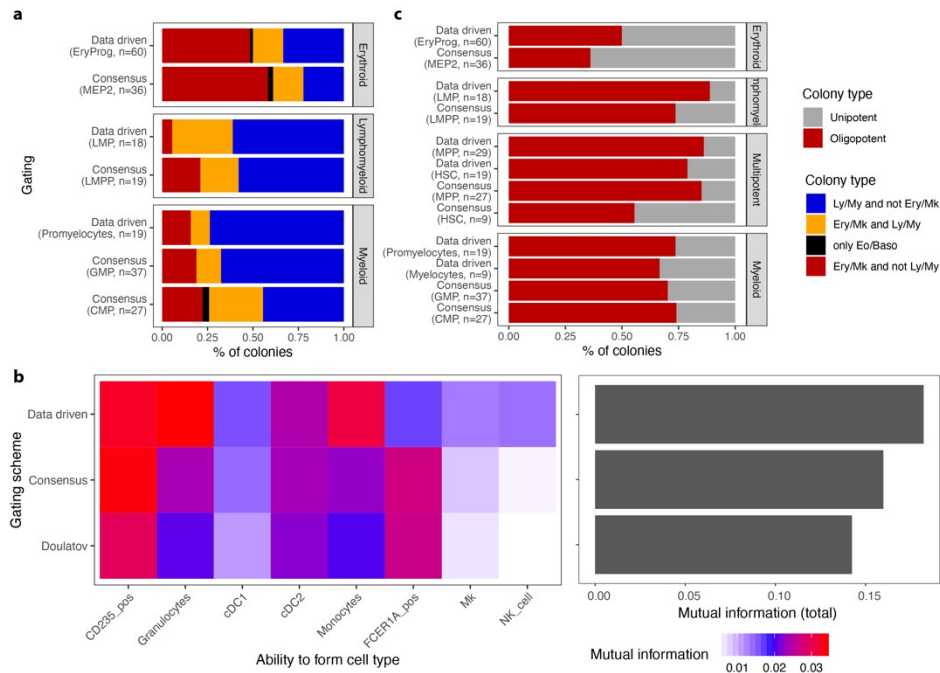 a
Gating
Data driven
(EryProg, n=60)
Consensus
(MEP2, n=36)
Erythroid
Data driven
(LMP, n=18)
Consensus
(LMPP, n=19)
Lymphomyeloid
Data driven
(Promyelocytes, n=19)
Consensus
(GMP, n=37)
Consensus
(CMP, n=27)
Myeloid
0.00 0.25 0.50 0.75 1.00
% of colonies
c
Data driven
(EryProg, n=60)
Consensus
(MEP2, n=36)
Erythroid
Data driven
(LMP, n=18)
Consensus
(LMPP, n=19)
mphomyel
Data driven
(MPP, n=29)
Data driven
(HSC, n=19)
Consensus
(MPP, n=27)
Consensus
(HSC, n=9)
Multipotent
Data driven
(Promyelocytes, n=19)
Data driven
(Myelocytes, n=9)
Consensus
(GMP, n=37)
Consensus
(CMP, n=27)
Myeloid
0.00 0.25 0.50 0.75 1.00
% of colonies
Colony type
Unipotent
Oligopotent
Colony type
Ly/My and not Ery/Mk
Ery/Mk and Ly/My
only Eo/Baso
Ery/Mk and not Ly/My
b
Gating scheme
Data driven
Consensus
Doulatov
CD235_pos
Granulocytes
cDC1
cDC2
Monocytes
FCER1A_pos
Mk
NK_cell
Ability to form cell type
0.00 0.05 0.10 0.15
Mutual information (total)
Mutual information
0.01 0.02 0.03